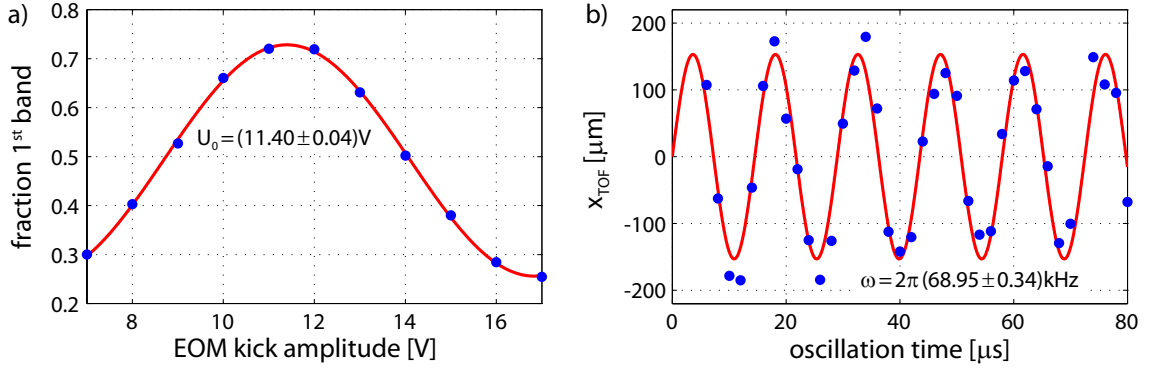 a)
fraction 1st band
0.8
0.7
0.6
0.5
0.4
0.3
0.2
U₀=(11.40±0.04)V
8
10
12
14
16
EOM kick amplitude [V]
b)
x_TOF [μm]
200
100
0
-100
-200
ω=2π(68.95±0.34)kHz
0
20
40
60
80
oscillation time [μs]